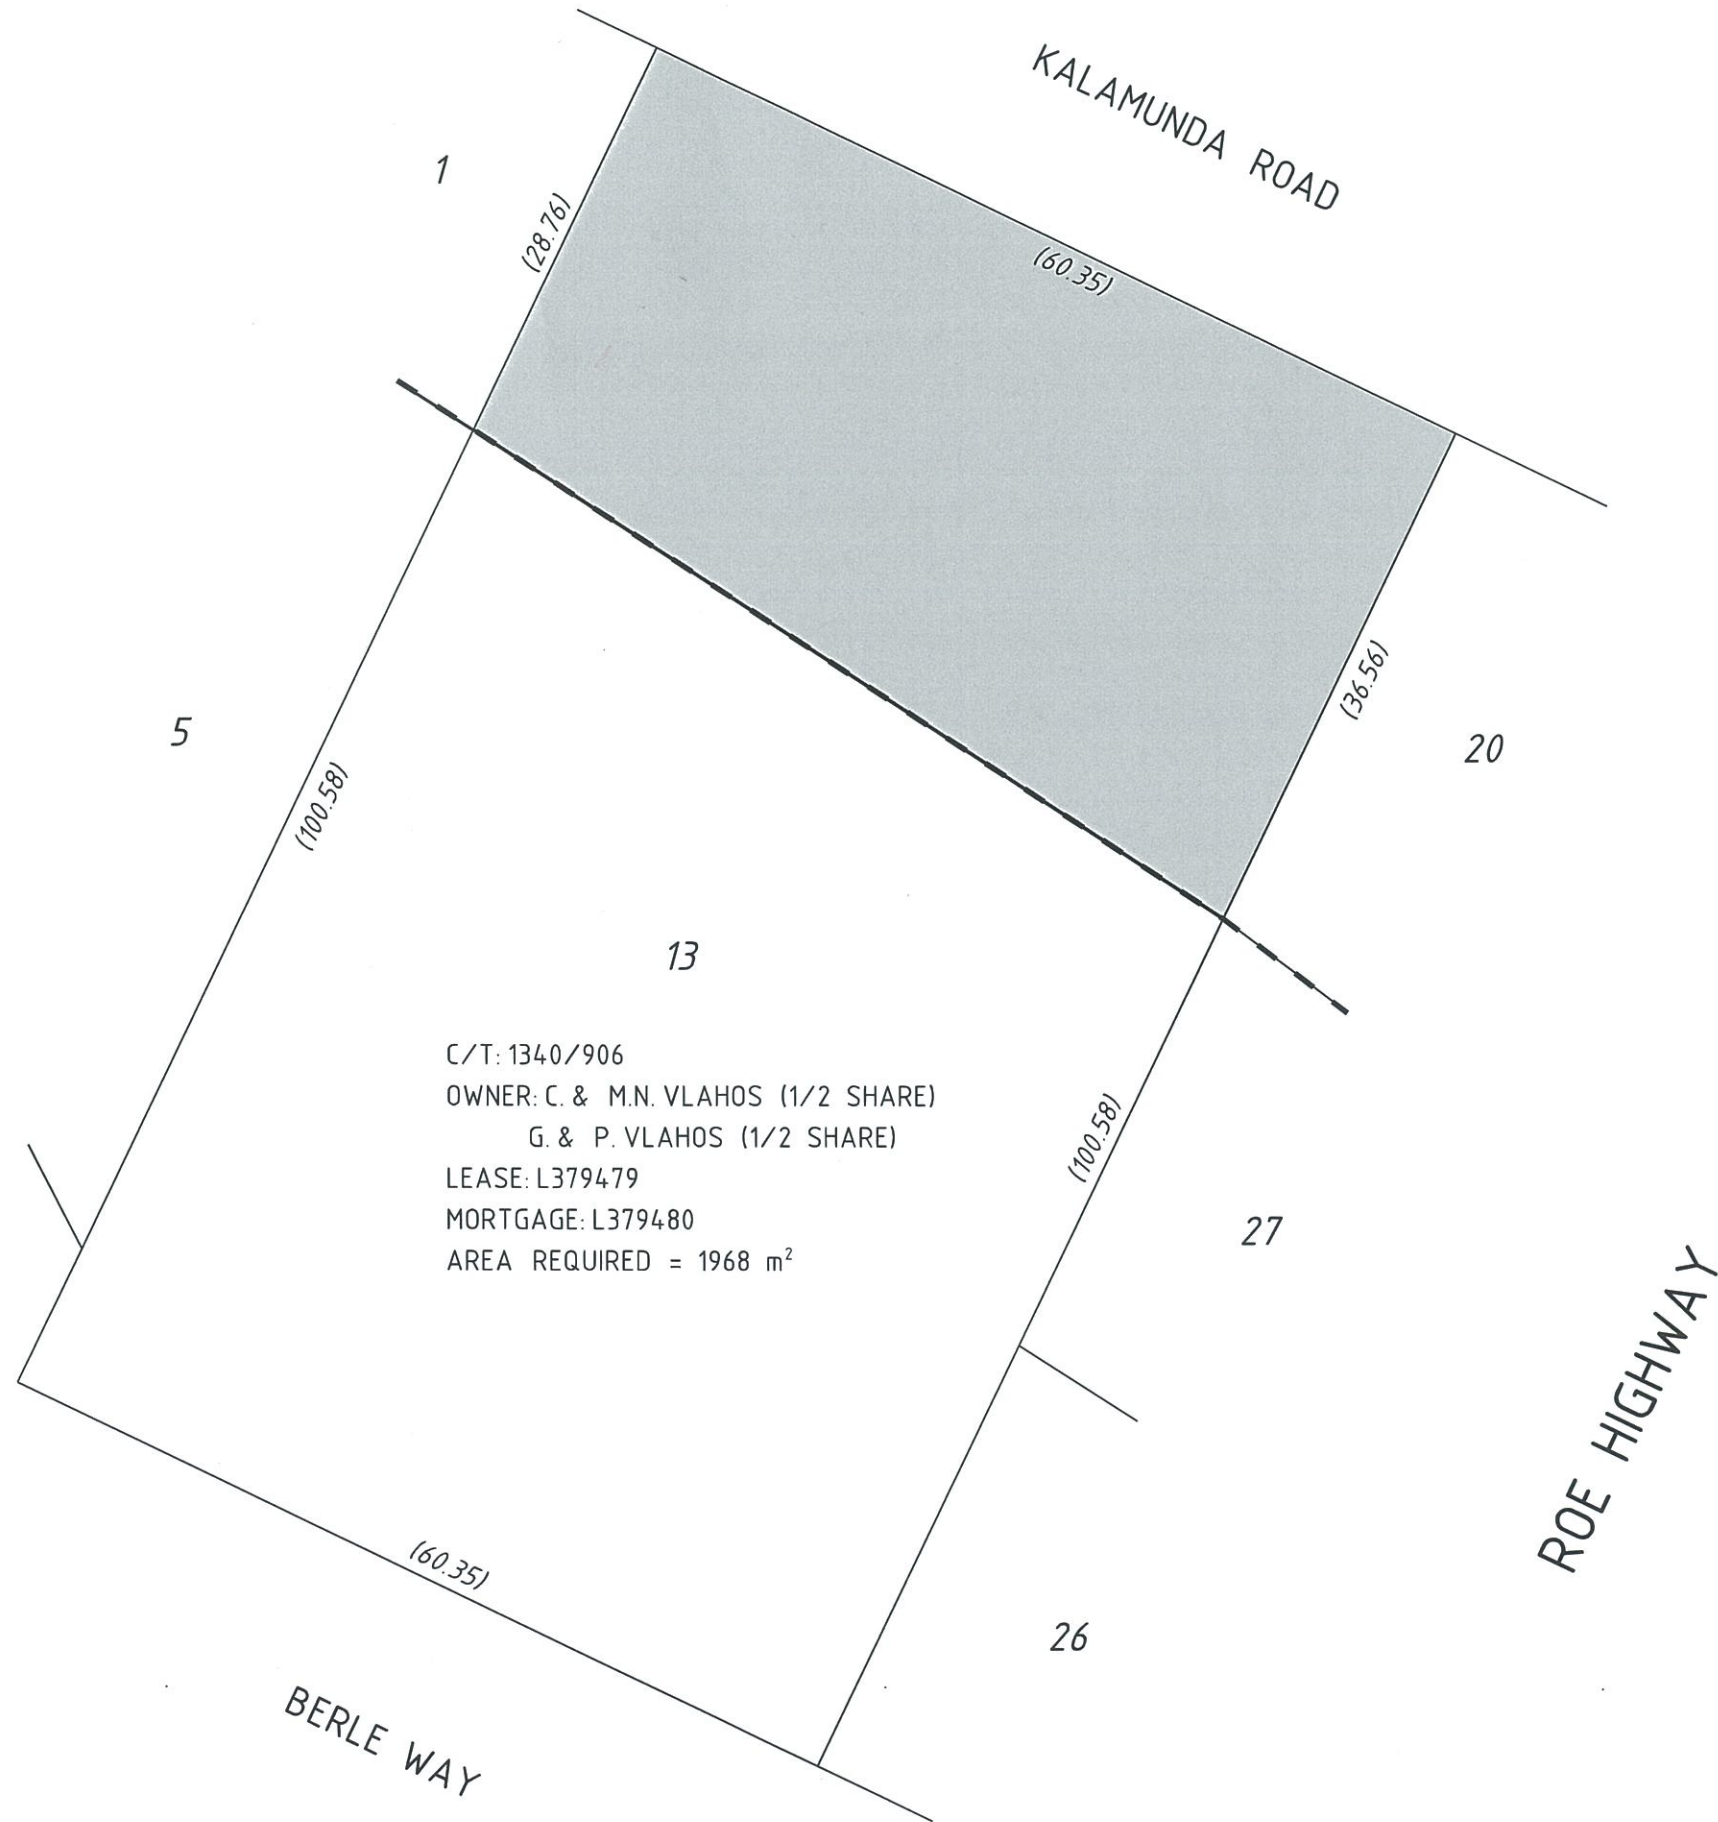 KALAMUNDA ROAD
1
(28.76)
(60.35)
(36.56)
5
20
(100.58)
13
C/T: 1340/906
OWNER: C. & M.N. VLAHOS (1/2 SHARE)
G. & P. VLAHOS (1/2 SHARE)
LEASE: L379479
MORTGAGE: L379480
AREA REQUIRED = 1968 m²
(100.58)
27
ROE HIGHWAY
(60.35)
26
BERLE WAY